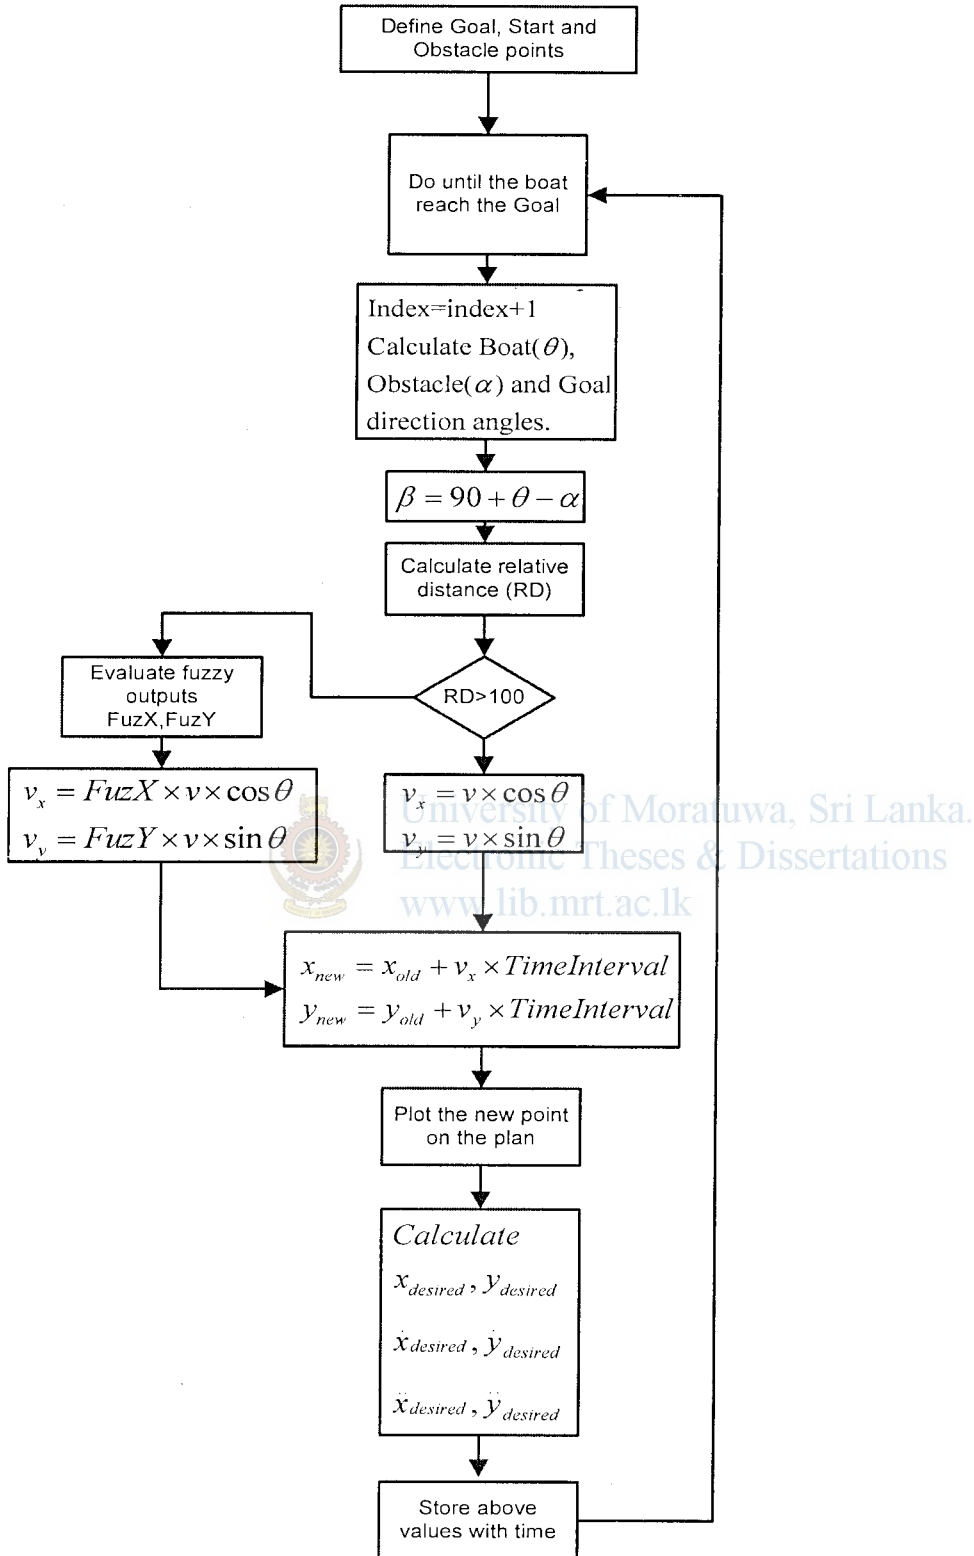 Define Goal, Start and
Obstacle points
Do until the boat
reach the Goal
Index=index+1
Calculate Boat(θ),
Obstacle(α) and Goal
direction angles.
β = 90 + θ − α
Calculate relative
distance (RD)
RD>100
Evaluate fuzzy
outputs
FuzX,FuzY
v_x = FuzX × v × cos θ
v_y = FuzY × v × sin θ
v_x = v × cos θ
v_y = v × sin θ
University of Moratuwa, Sri Lanka.
Electronic Theses & Dissertations
www.lib.mrt.ac.lk
x_new = x_old + v_x × TimeInterval
y_new = y_old + v_y × TimeInterval
Plot the new point
on the plan
Calculate
x_desired , y_desired
ẋ_desired , ẏ_desired
ẍ_desired , ÿ_desired
Store above
values with time